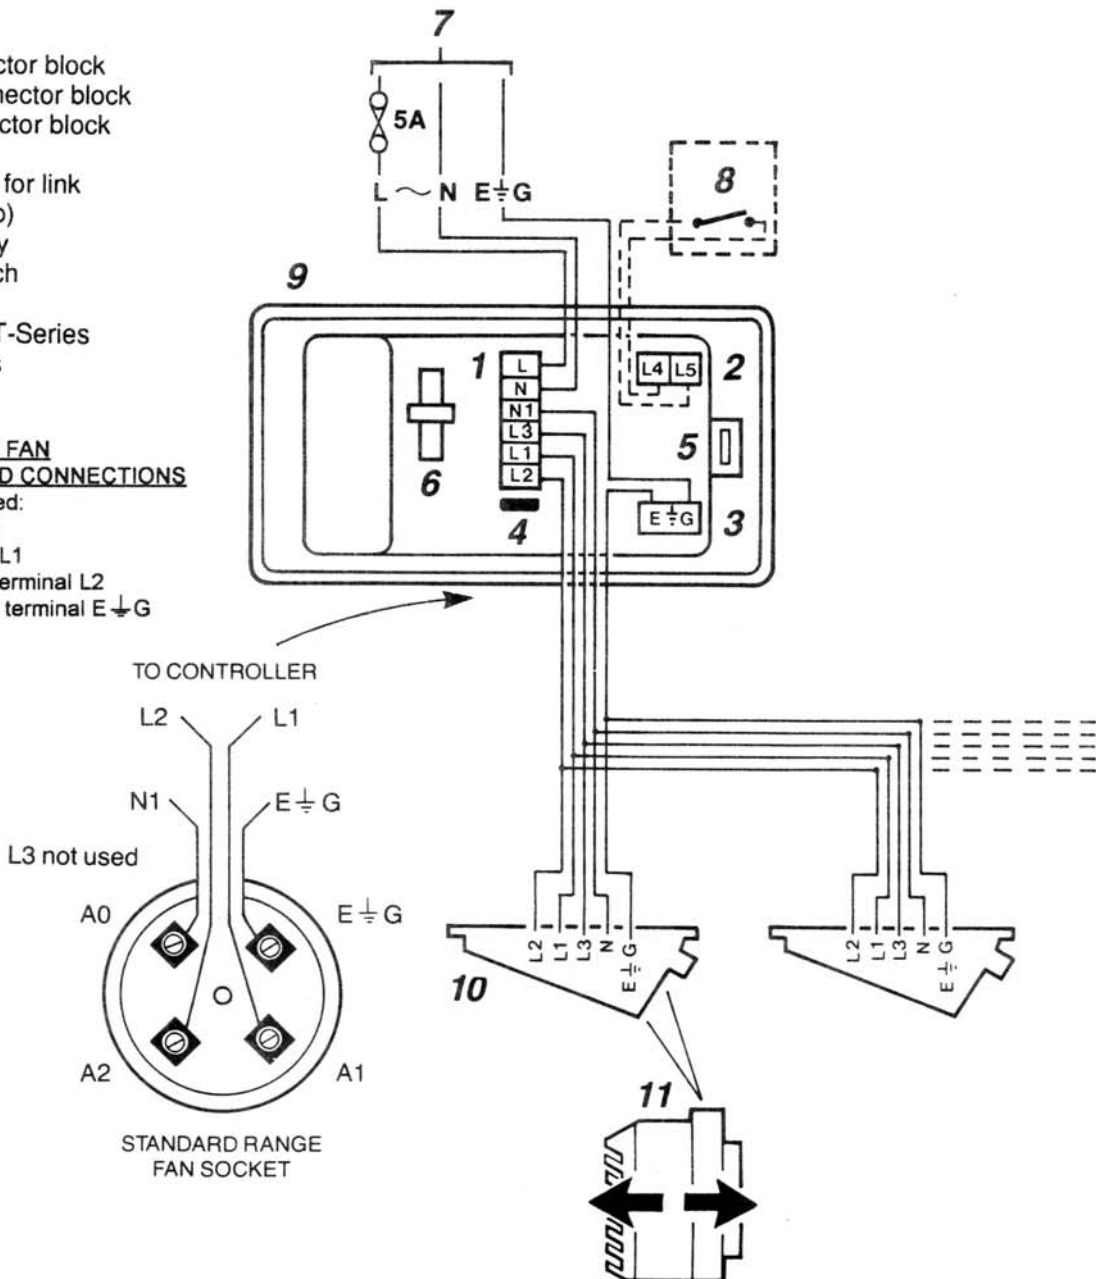 7
ctor block
nector block
ctor block
5A
for link
o)
y
ch
L ~ N E⏚G
8
9
T-Series
s
1
L
N
N1
L3
L1
L2
L4 L5
2
5
6
4
E⏚G
3
FAN
D CONNECTIONS
ed:
L1
erminal L2
terminal E⏚G
TO CONTROLLER
L2
L1
N1
E⏚G
L3 not used
A0
E⏚G
A2
A1
STANDARD RANGE
FAN SOCKET
L2
L1
L3
N
E⏚G
10
L2
L1
L3
N
E⏚G
11